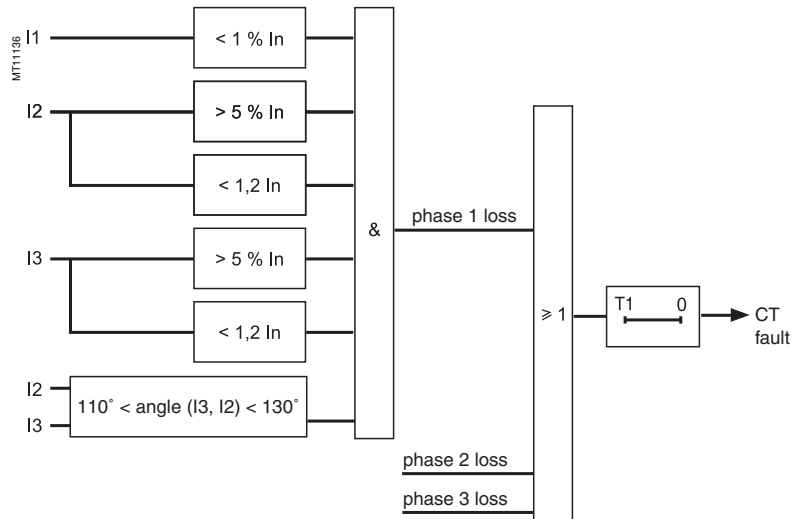 MT11136
I1
< 1 % In
I2
> 5 % In
< 1,2 In
I3
> 5 % In
< 1,2 In
I2
I3
110° < angle (I3, I2) < 130°
&
phase 1 loss
phase 2 loss
phase 3 loss
⩾ 1
T1 0
CT
fault